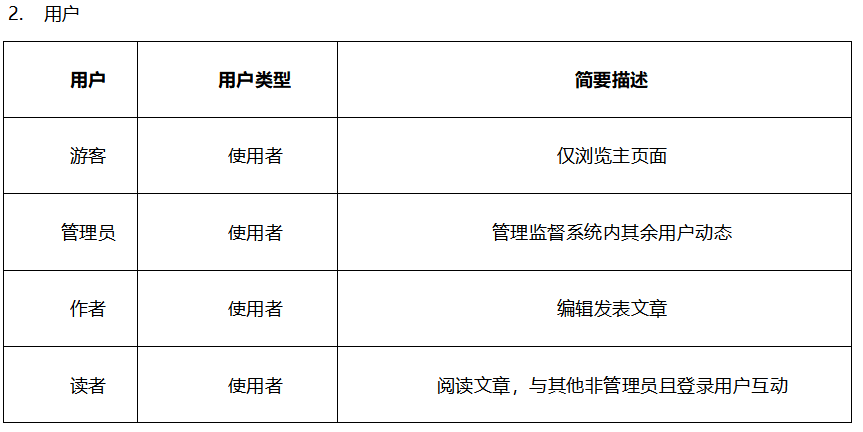 2. 用户
用户 用户类型 简要描述
游客 使用者 仅浏览主页面
管理员 使用者 管理监督系统内其余用户动态
作者 使用者 编辑发表文章
读者 使用者 阅读文章，与其他非管理员且登录用户互动